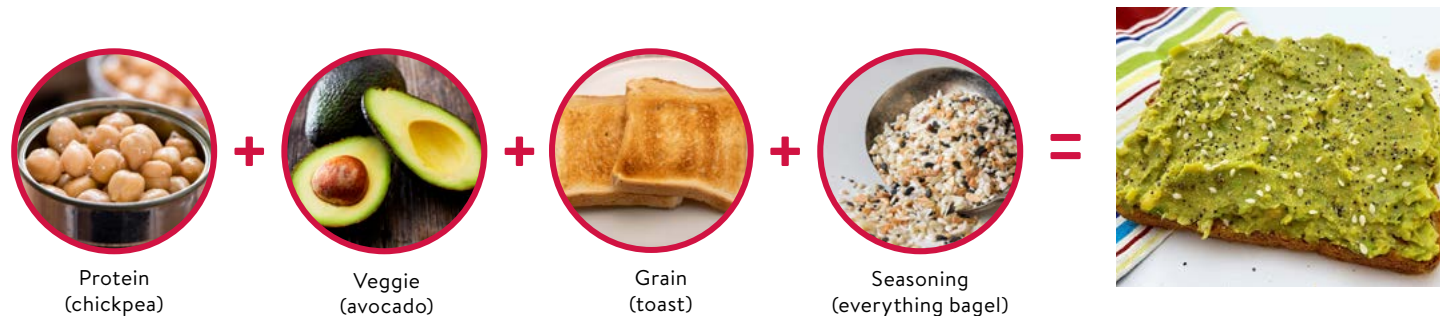 +
+
+
=
Protein
(chickpea)
Veggie
(avocado)
Grain
(toast)
Seasoning
(everything bagel)